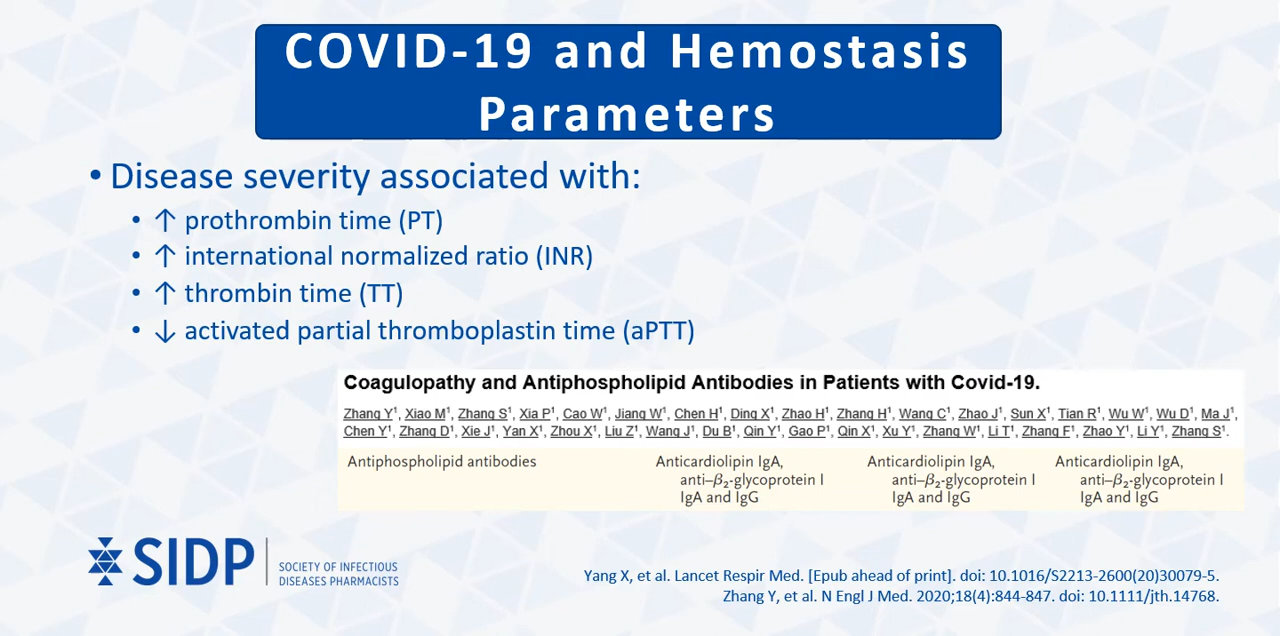 COVID-19 and Hemostasis
Parameters
• Disease severity associated with:
• ↑ prothrombin time (PT)
• ↑ international normalized ratio (INR)
• ↑ thrombin time (TT)
• ↓ activated partial thromboplastin time (aPTT)
Coagulopathy and Antiphospholipid Antibodies in Patients with Covid-19.
Zhang Y¹, Xiao M¹, Zhang S¹, Xia P¹, Cao W¹, Jiang W¹, Chen H¹, Ding X¹, Zhao H¹, Zhang H¹, Wang C¹, Zhao J¹, Sun X¹, Tian R¹, Wu W¹, Wu D¹, Ma J¹,
Chen Y¹, Zhang D¹, Xie J¹, Yan X¹, Zhou X¹, Liu Z¹, Wang J¹, Du B¹, Qin Y¹, Gao P¹, Qin X¹, Xu Y¹, Zhang W¹, Li T¹, Zhang F¹, Zhao Y¹, Li Y¹, Zhang S¹.
Antiphospholipid antibodies Anticardiolipin IgA, Anticardiolipin IgA, Anticardiolipin IgA,
anti–β₂-glycoprotein I anti–β₂-glycoprotein I anti–β₂-glycoprotein I
IgA and IgG IgA and IgG IgA and IgG
SIDP
SOCIETY OF INFECTIOUS
DISEASES PHARMACISTS
Yang X, et al. Lancet Respir Med. [Epub ahead of print]. doi: 10.1016/S2213-2600(20)30079-5.
Zhang Y, et al. N Engl J Med. 2020;18(4):844-847. doi: 10.1111/jth.14768.